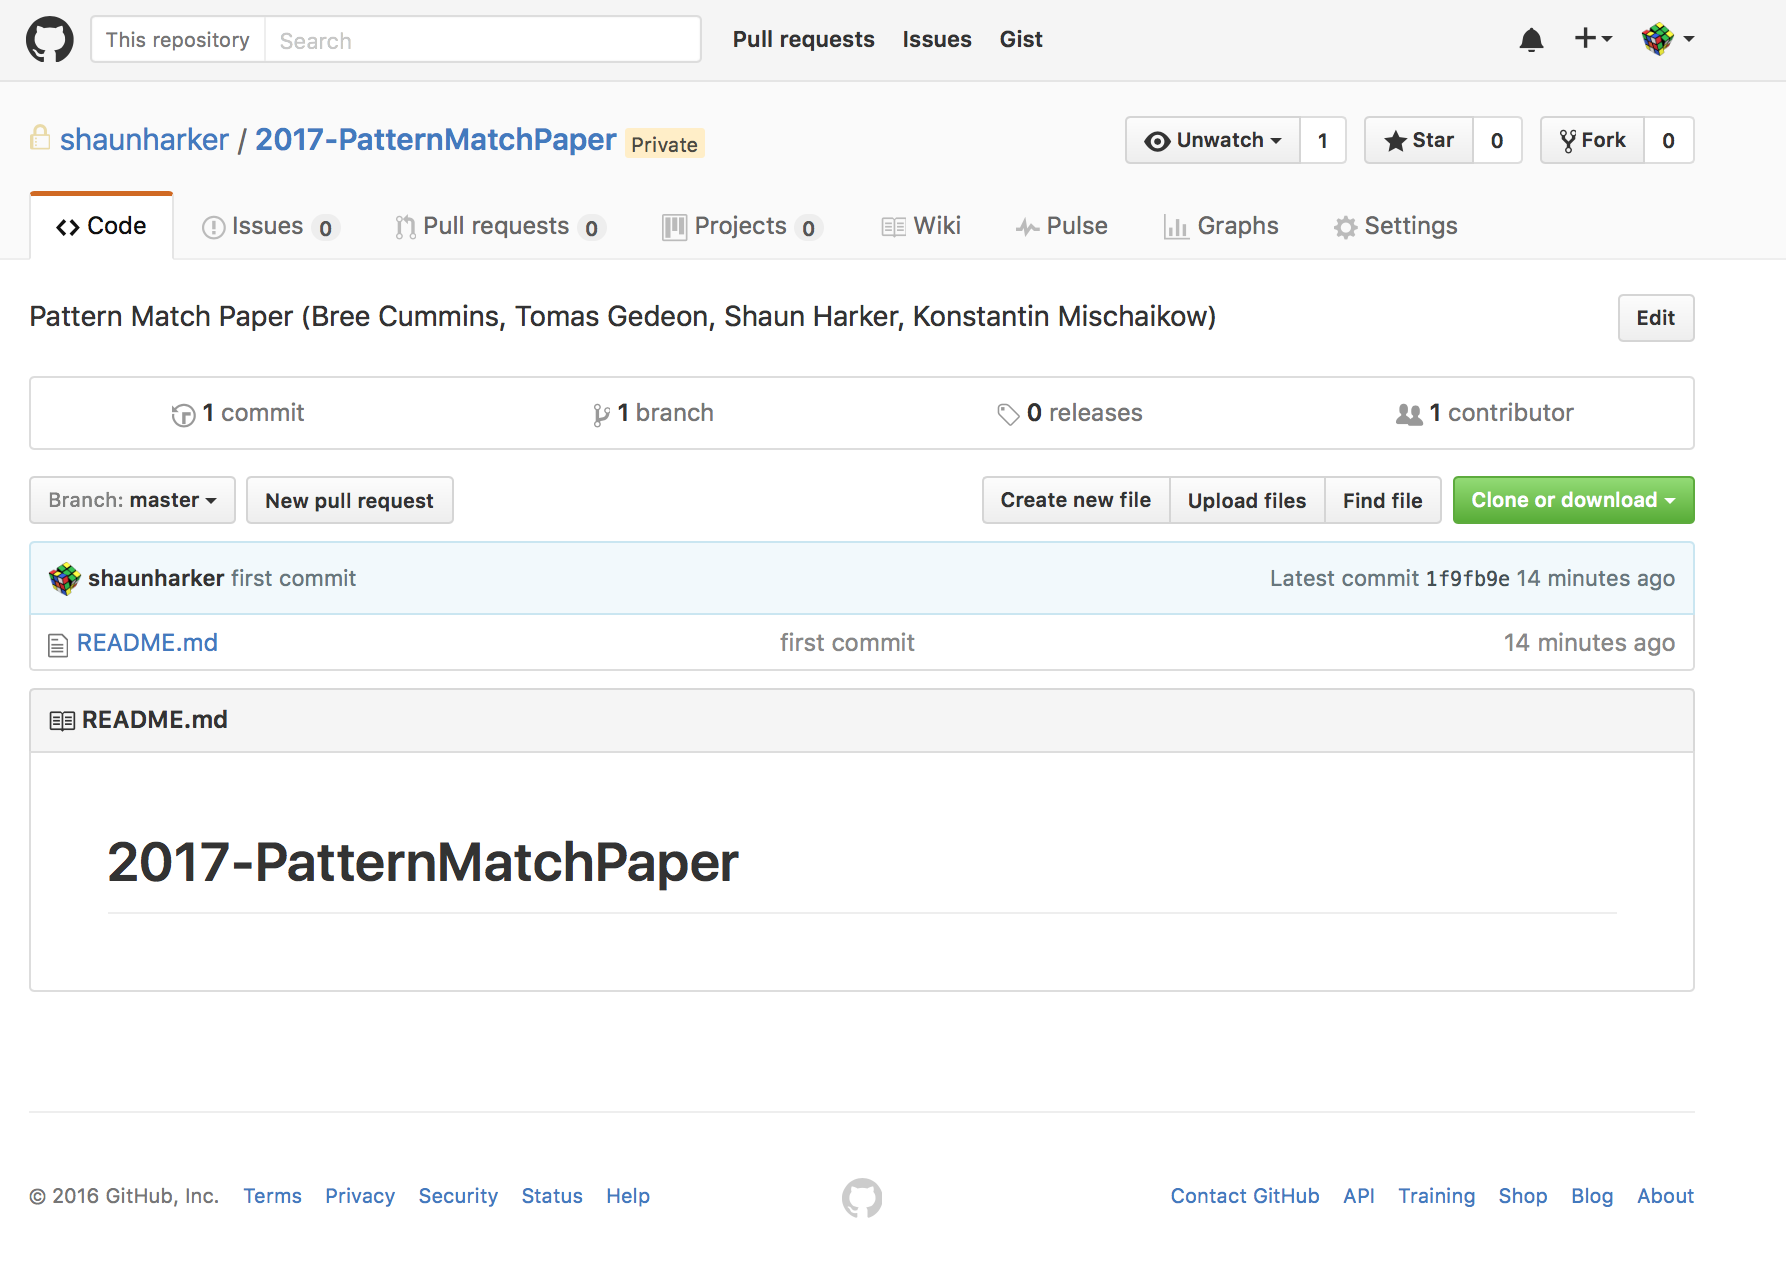 This repository Search Pull requests Issues Gist
shaunharker / 2017-PatternMatchPaper Private Unwatch 1 Star 0 Fork 0
Code Issues 0 Pull requests 0 Projects 0 Wiki Pulse Graphs Settings
Pattern Match Paper (Bree Cummins, Tomas Gedeon, Shaun Harker, Konstantin Mischaikow) Edit
1 commit 1 branch 0 releases 1 contributor
Branch: master New pull request Create new file Upload files Find file Clone or download
shaunharker first commit Latest commit 1f9fb9e 14 minutes ago
README.md first commit 14 minutes ago
README.md
2017-PatternMatchPaper
© 2016 GitHub, Inc. Terms Privacy Security Status Help Contact GitHub API Training Shop Blog About